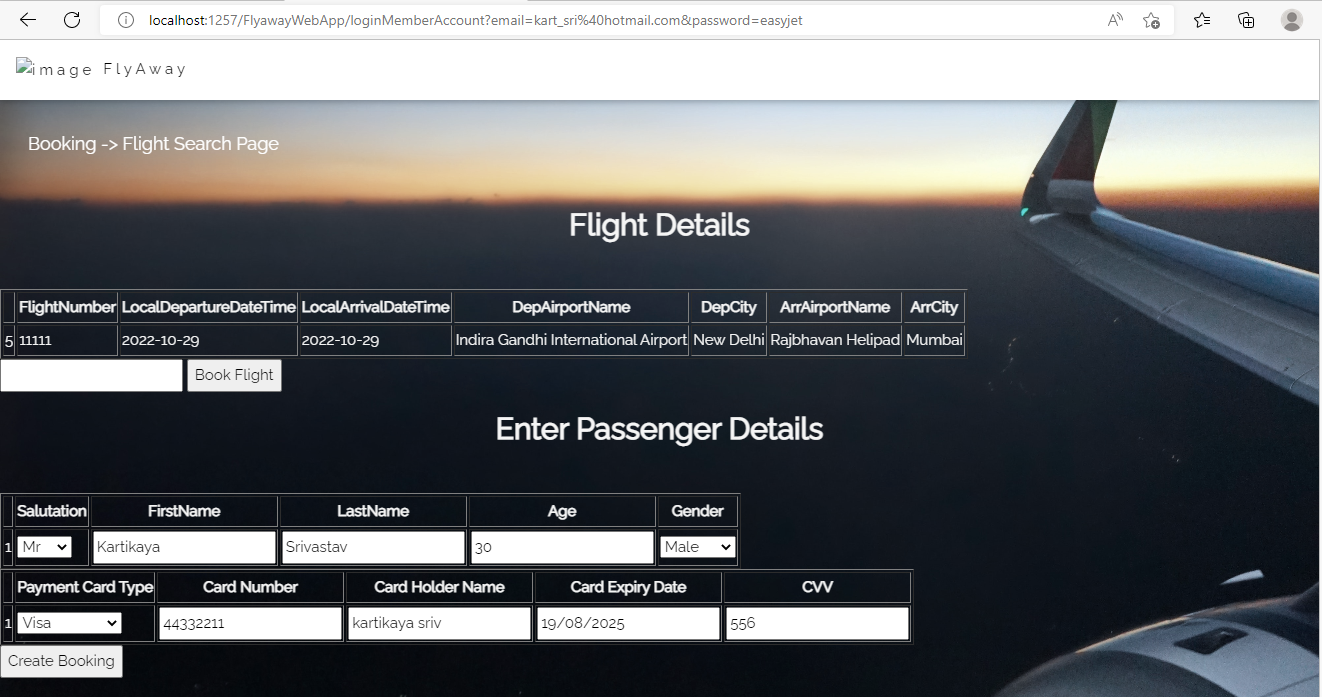 localhost:1257/FlyawayWebApp/loginMemberAccount?email=kart_sri%40hotmail.com&password=easyjet
image FlyAway
Booking -> Flight Search Page
Flight Details
FlightNumber LocalDepartureDateTime LocalArrivalDateTime DepAirportName DepCity ArrAirportName ArrCity
5 11111 2022-10-29 2022-10-29 Indira Gandhi International Airport New Delhi Rajbhavan Helipad Mumbai
Book Flight
Enter Passenger Details
Salutation FirstName LastName Age Gender
1 Mr Kartikaya Srivastav 30 Male
Payment Card Type Card Number Card Holder Name Card Expiry Date CVV
1 Visa 44332211 kartikaya sriv 19/08/2025 556
Create Booking